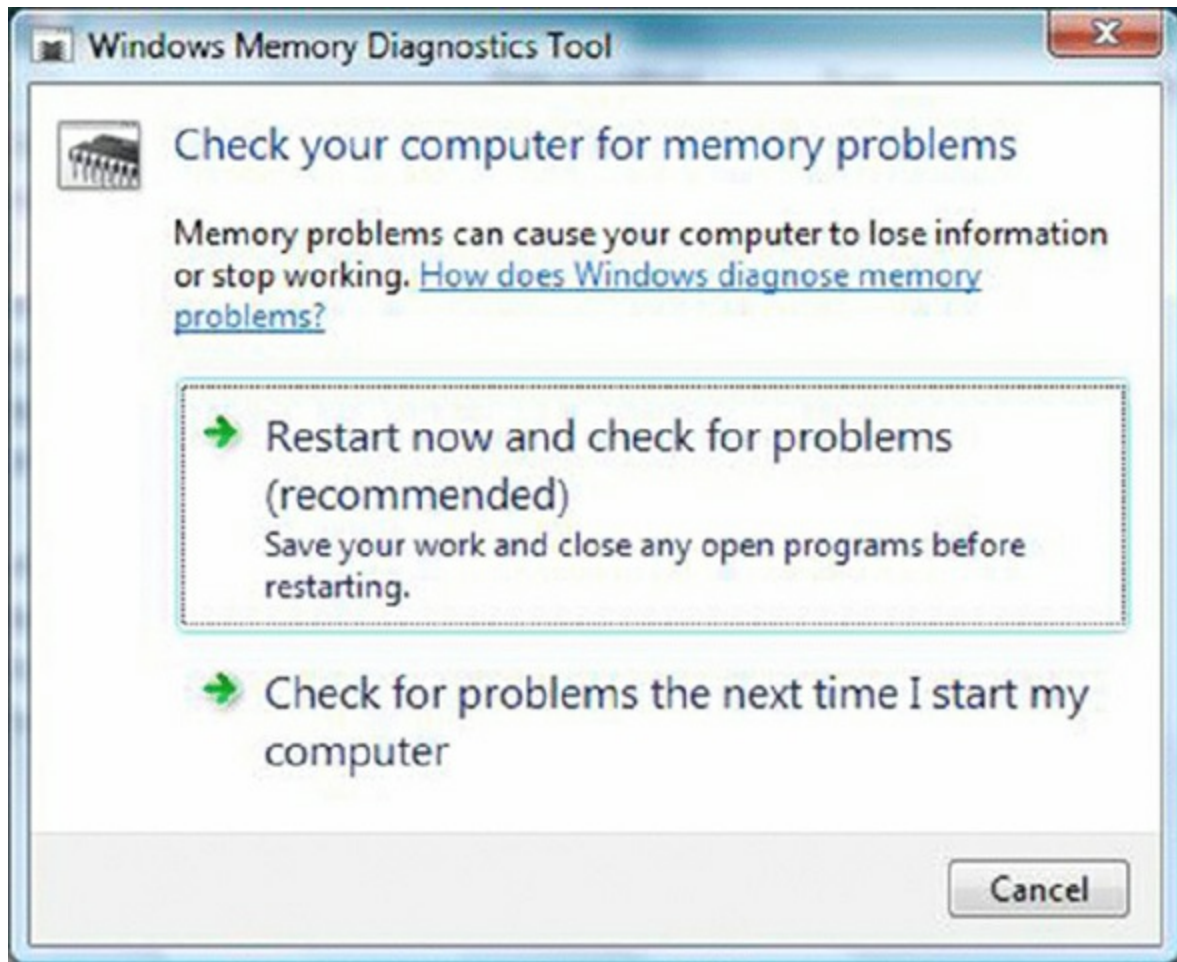 Windows Memory Diagnostics Tool
Check your computer for memory problems
Memory problems can cause your computer to lose information
or stop working. How does Windows diagnose memory
problems?
Restart now and check for problems
(recommended)
Save your work and close any open programs before
restarting.
Check for problems the next time I start my
computer
Cancel